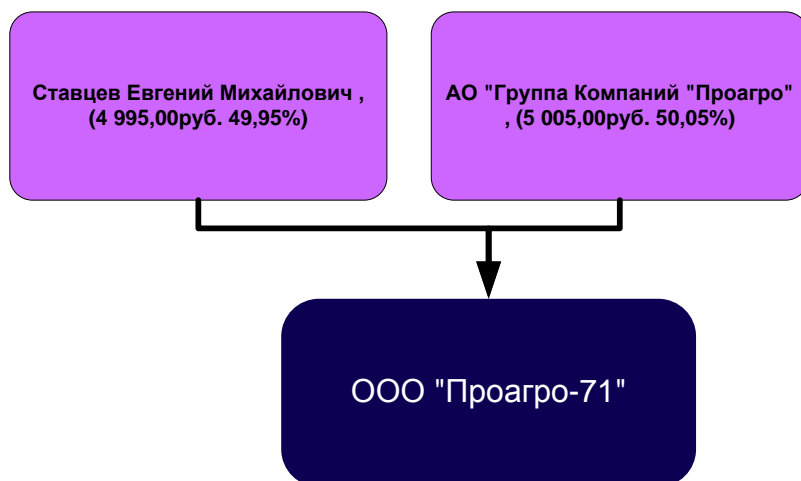 Ставцев Евгений Михайлович ,
(4 995,00руб. 49,95%)
АО "Группа Компаний "Проагро"
, (5 005,00руб. 50,05%)
ООО "Проагро-71"